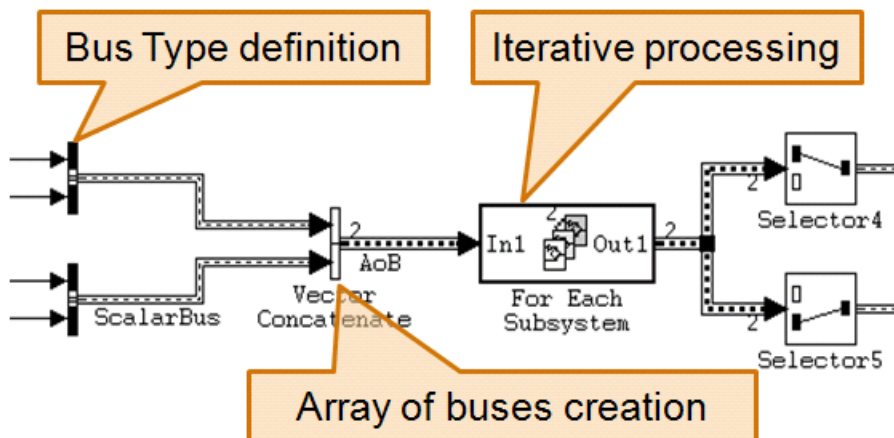 Bus Type definition
Iterative processing
2
Selector4
2
AoB
In1
2
Out1
2
ScalarBus
Vector
Concatenate
For Each
Subsystem
2
Selector5
Array of buses creation